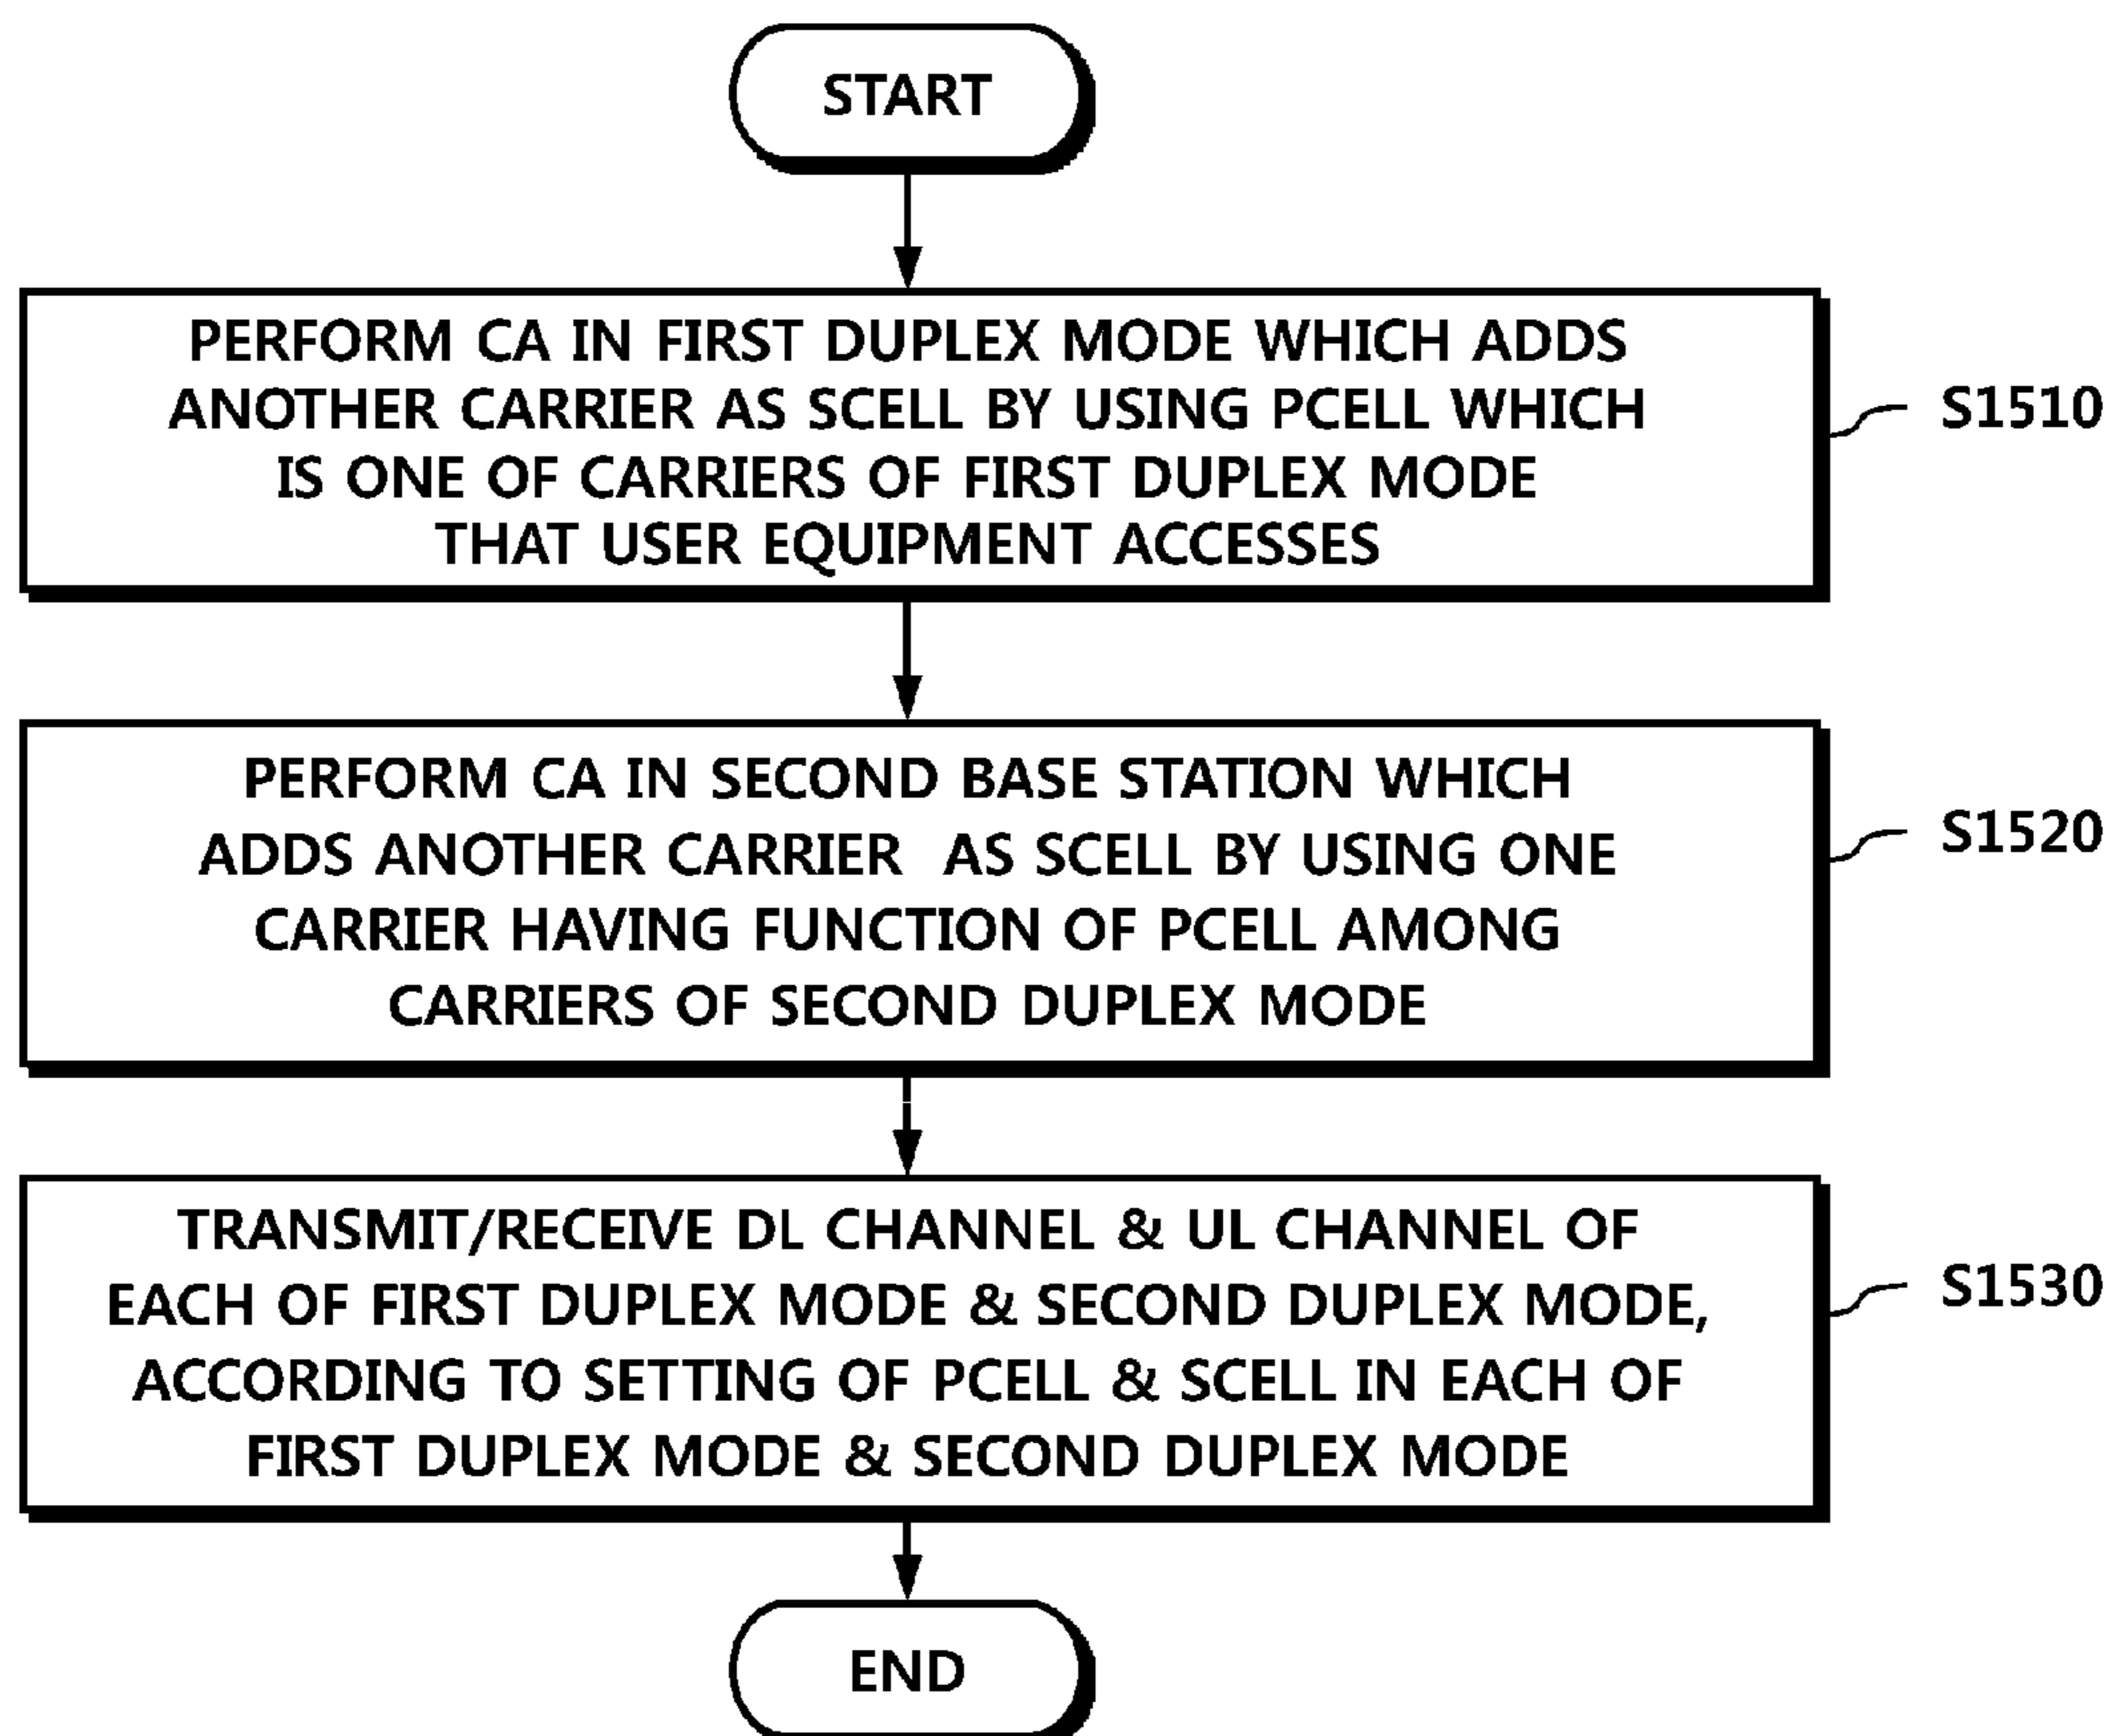 START
PERFORM CA IN FIRST DUPLEX MODE WHICH ADDS
ANOTHER CARRIER AS SCELL BY USING PCELL WHICH
IS ONE OF CARRIERS OF FIRST DUPLEX MODE
THAT USER EQUIPMENT ACCESSES
S1510
PERFORM CA IN SECOND BASE STATION WHICH
ADDS ANOTHER CARRIER AS SCELL BY USING ONE
CARRIER HAVING FUNCTION OF PCELL AMONG
CARRIERS OF SECOND DUPLEX MODE
S1520
TRANSMIT/RECEIVE DL CHANNEL & UL CHANNEL OF
EACH OF FIRST DUPLEX MODE & SECOND DUPLEX MODE,
ACCORDING TO SETTING OF PCELL & SCELL IN EACH OF
FIRST DUPLEX MODE & SECOND DUPLEX MODE
S1530
END